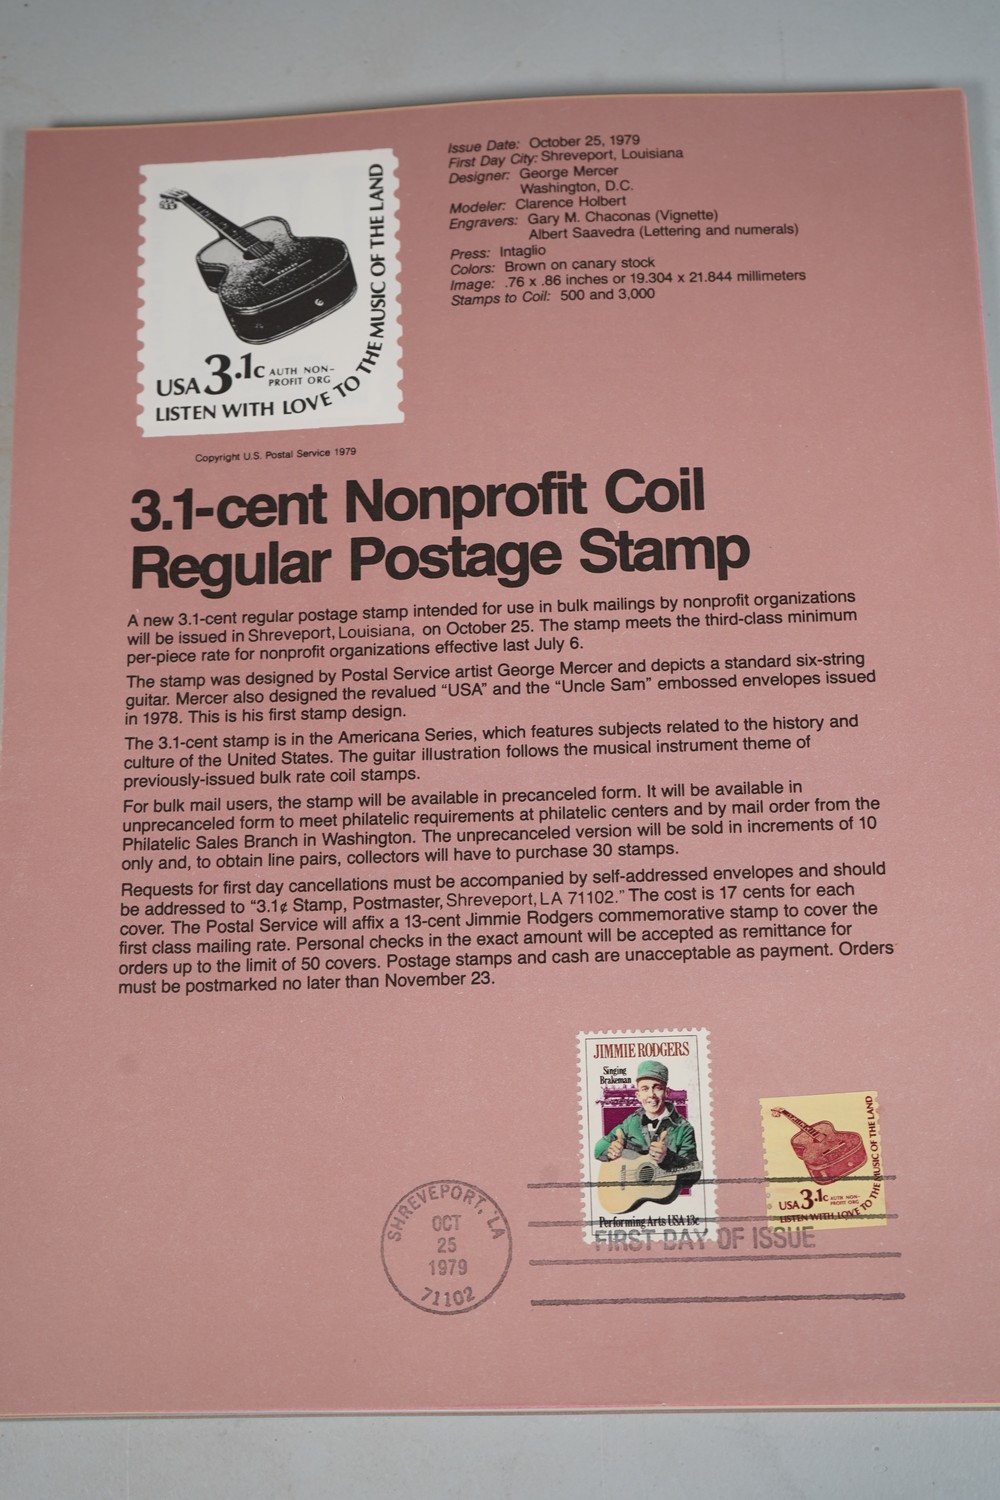 Issue Date: October 25, 1979
First Day City: Shreveport, Louisiana
Designer: George Mercer
Washington, D.C.
Modeler: Clarence Holbert
Engravers: Gary M. Chaconas (Vignette)
Albert Saavedra (Lettering and numerals)
Press: Intaglio
Colors: Brown on canary stock
Image: .76 x .86 inches or 19.304 x 21.844 millimeters
Stamps to Coil: 500 and 3,000
USA 3.1c AUTH NON-
PROFIT ORG
LISTEN WITH LOVE TO THE MUSIC OF THE LAND
Copyright U.S. Postal Service 1979
3.1-cent Nonprofit Coil
Regular Postage Stamp
A new 3.1-cent regular postage stamp intended for use in bulk mailings by nonprofit organizations
will be issued in Shreveport, Louisiana, on October 25. The stamp meets the third-class minimum
per-piece rate for nonprofit organizations effective last July 6.
The stamp was designed by Postal Service artist George Mercer and depicts a standard six-string
guitar. Mercer also designed the revalued "USA" and the "Uncle Sam" embossed envelopes issued
in 1978. This is his first stamp design.
The 3.1-cent stamp is in the Americana Series, which features subjects related to the history and
culture of the United States. The guitar illustration follows the musical instrument theme of
previously-issued bulk rate coil stamps.
For bulk mail users, the stamp will be available in precanceled form. It will be available in
unprecanceled form to meet philatelic requirements at philatelic centers and by mail order from the
Philatelic Sales Branch in Washington. The unprecanceled version will be sold in increments of 10
only and, to obtain line pairs, collectors will have to purchase 30 stamps.
Requests for first day cancellations must be accompanied by self-addressed envelopes and should
be addressed to "3.1¢ Stamp, Postmaster, Shreveport, LA 71102." The cost is 17 cents for each
cover. The Postal Service will affix a 13-cent Jimmie Rodgers commemorative stamp to cover the
first class mailing rate. Personal checks in the exact amount will be accepted as remittance for
orders up to the limit of 50 covers. Postage stamps and cash are unacceptable as payment. Orders
must be postmarked no later than November 23.
JIMMIE RODGERS
Singing
Brakeman
Performing Arts USA 13c
USA 3.1c AUTH NON-
PROFIT ORG
LISTEN WITH LOVE TO THE MUSIC OF THE LAND
SHREVEPORT, LA
OCT
25
1979
71102
FIRST DAY OF ISSUE